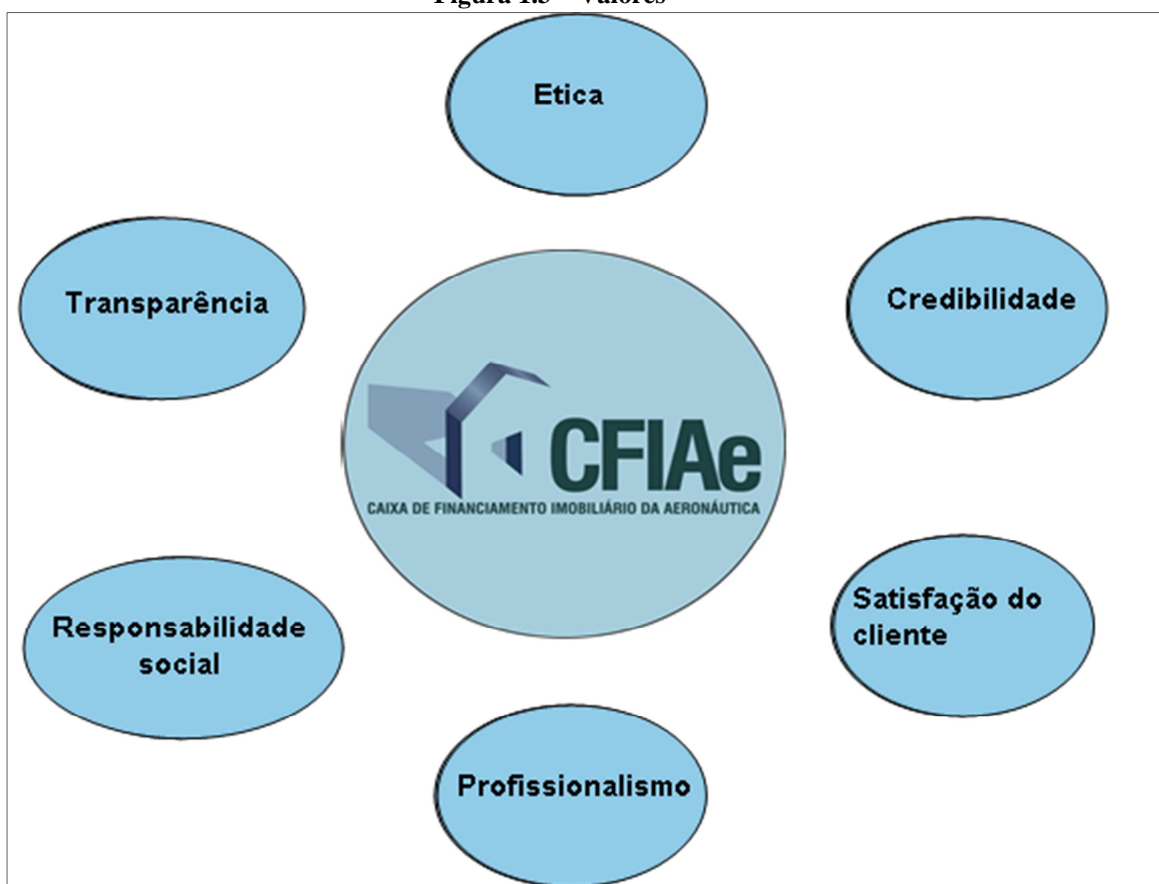 Etica
Transparência
Credibilidade
CFIAe
CAIXA DE FINANCIAMENTO IMOBILIÁRIO DA AERONÁUTICA
Responsabilidade
social
Satisfação do
cliente
Profissionalismo